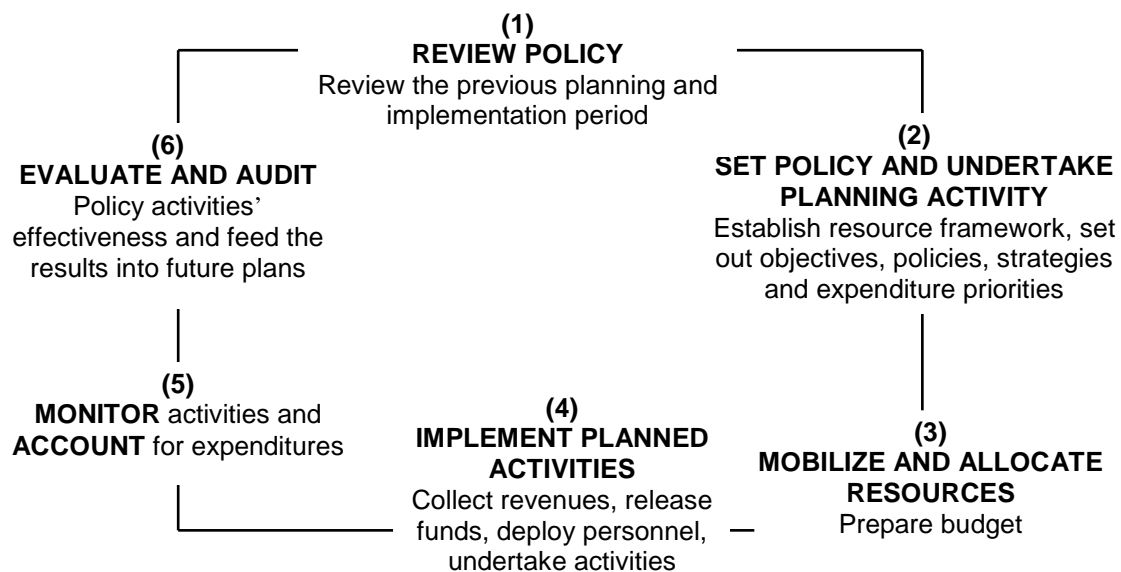 (1)
REVIEW POLICY
Review the previous planning and
implementation period
(2)
SET POLICY AND UNDERTAKE
PLANNING ACTIVITY
Establish resource framework, set
out objectives, policies, strategies
and expenditure priorities
(3)
MOBILIZE AND ALLOCATE
RESOURCES
Prepare budget
(4)
IMPLEMENT PLANNED
ACTIVITIES
Collect revenues, release
funds, deploy personnel,
undertake activities
(5)
MONITOR activities and
ACCOUNT for expenditures
(6)
EVALUATE AND AUDIT
Policy activities’
effectiveness and feed the
results into future plans